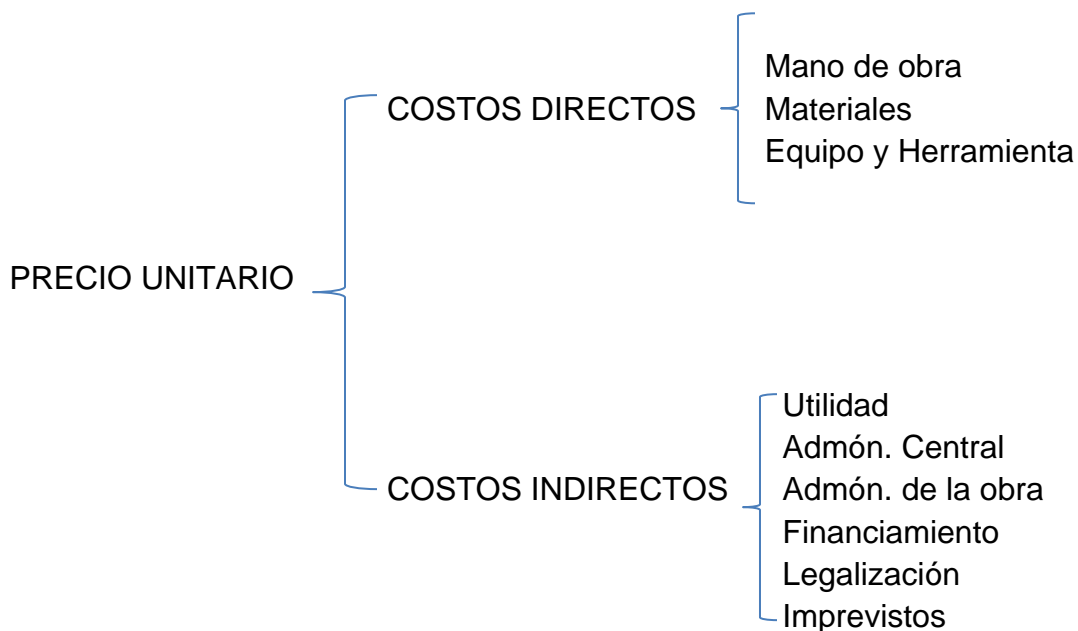 PRECIO UNITARIO
COSTOS DIRECTOS
Mano de obra
Materiales
Equipo y Herramienta
COSTOS INDIRECTOS
Utilidad
Admón. Central
Admón. de la obra
Financiamiento
Legalización
Imprevistos